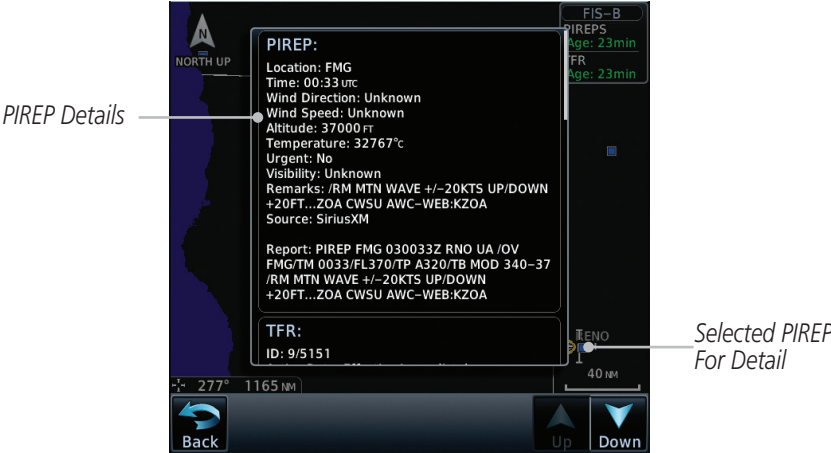 FIS–B
PIREPS
Age: 23min
TFR
Age: 23min
N
NORTH UP
PIREP Details
PIREP:
Location: FMG
Time: 00:33 UTC
Wind Direction: Unknown
Wind Speed: Unknown
Altitude: 37000 FT
Temperature: 32767°C
Urgent: No
Visibility: Unknown
Remarks: /RM MTN WAVE +/–20KTS UP/DOWN
+20FT...ZOA CWSU AWC–WEB:KZOA
Source: SiriusXM
Report: PIREP FMG 030033Z RNO UA /OV
FMG/TM 0033/FL370/TP A320/TB MOD 340–37
/RM MTN WAVE +/–20KTS UP/DOWN
+20FT...ZOA CWSU AWC–WEB:KZOA
TFR:
ID: 9/5151
RENO
Selected PIREP
For Detail
40 NM
277° 1165 NM
Back
Up
Down